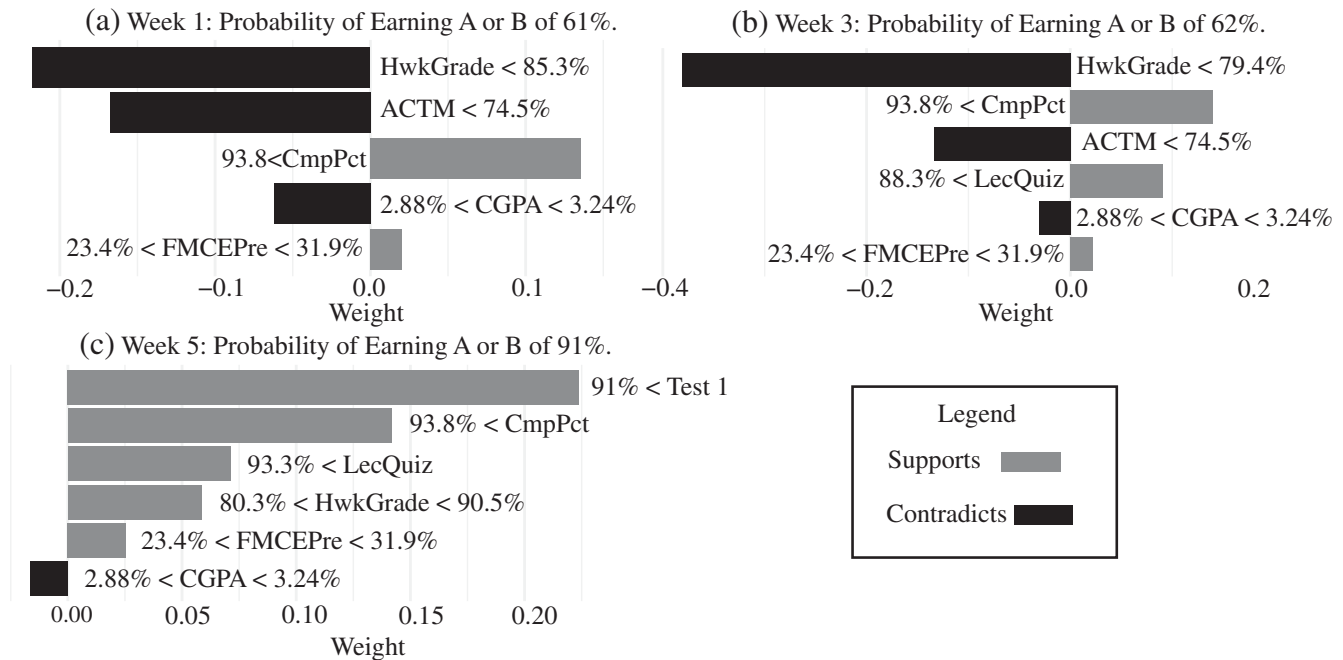 (a) Week 1: Probability of Earning A or B of 61%.
HwkGrade < 85.3%
ACTM < 74.5%
93.8<CmpPct
2.88% < CGPA < 3.24%
23.4% < FMCEPre < 31.9%
−0.2 −0.1 0.0 0.1
Weight
(b) Week 3: Probability of Earning A or B of 62%.
HwkGrade < 79.4%
93.8% < CmpPct
ACTM < 74.5%
88.3% < LecQuiz
2.88% < CGPA < 3.24%
23.4% < FMCEPre < 31.9%
−0.4 −0.2 0.0 0.2
Weight
(c) Week 5: Probability of Earning A or B of 91%.
91% < Test 1
93.8% < CmpPct
93.3% < LecQuiz
80.3% < HwkGrade < 90.5%
23.4% < FMCEPre < 31.9%
2.88% < CGPA < 3.24%
0.00 0.05 0.10 0.15 0.20
Weight
Legend
Supports
Contradicts